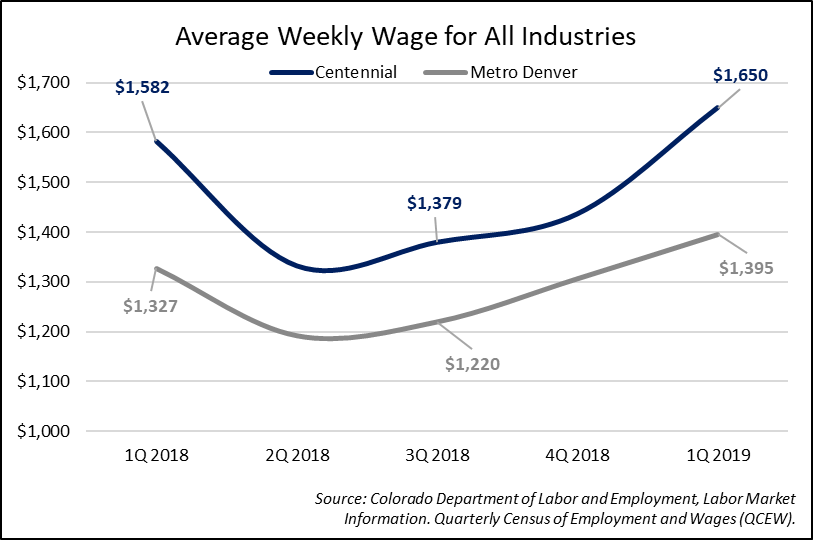 Average Weekly Wage for All Industries
Centennial
Metro Denver
$1,700
$1,600
$1,500
$1,400
$1,300
$1,200
$1,100
$1,000
$1,582
$1,379
$1,650
$1,327
$1,220
$1,395
1Q 2018
2Q 2018
3Q 2018
4Q 2018
1Q 2019
Source: Colorado Department of Labor and Employment, Labor Market
Information. Quarterly Census of Employment and Wages (QCEW).